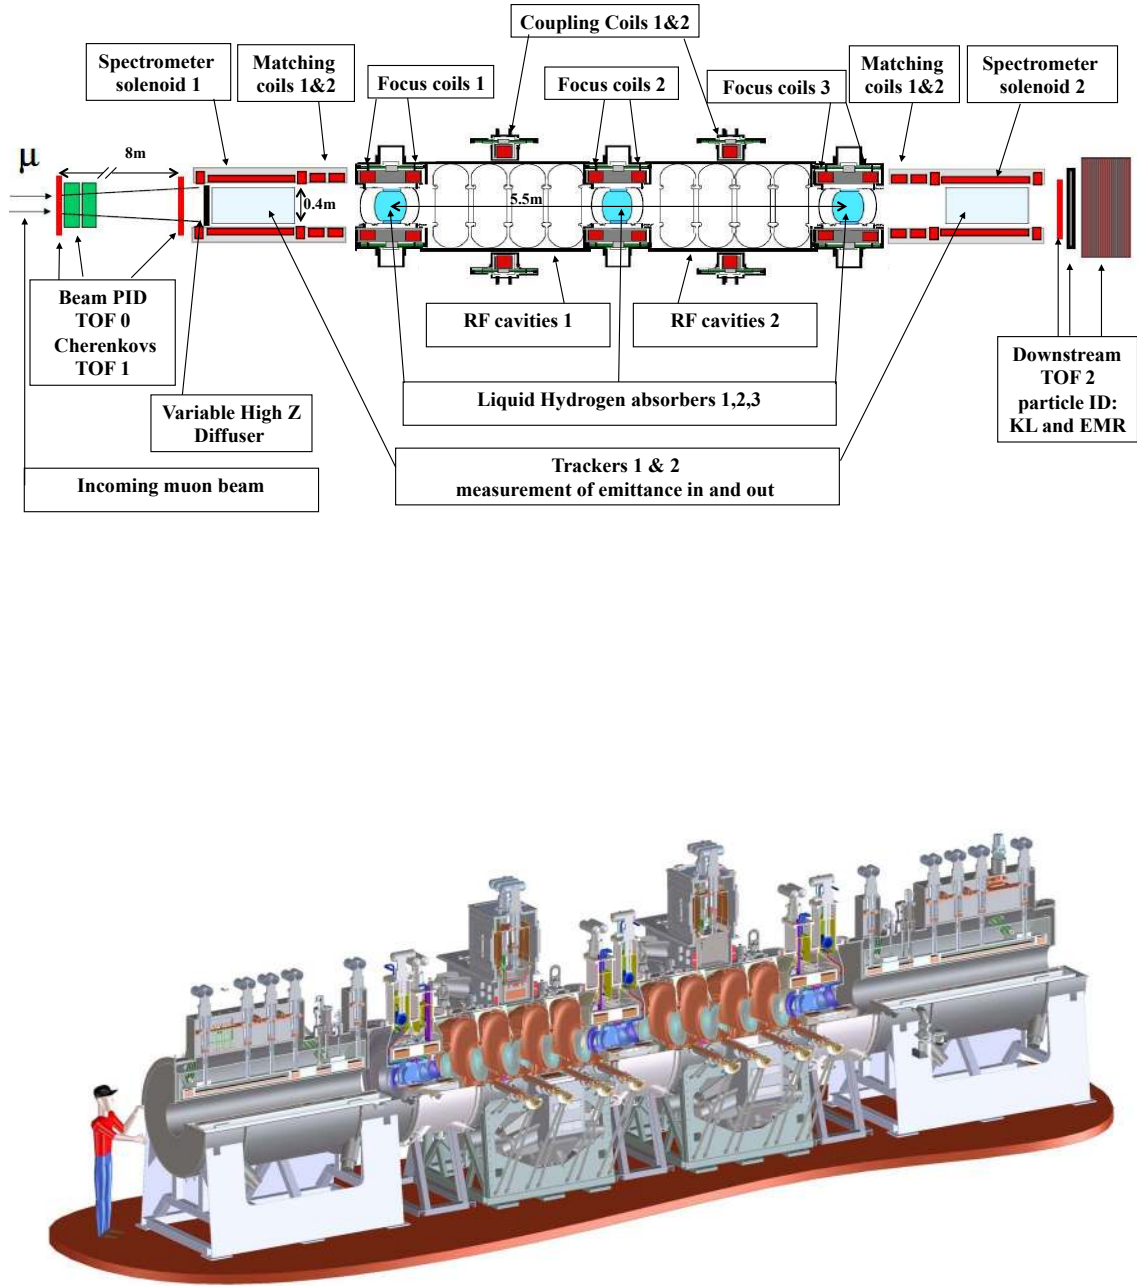 Coupling Coils 1&2
Spectrometer
solenoid 1
Matching
coils 1&2
Focus coils 1
Focus coils 2
Focus coils 3
Matching
coils 1&2
Spectrometer
solenoid 2
μ
8m
0.4m
5.5m
Beam PID
TOF 0
Cherenkovs
TOF 1
RF cavities 1
RF cavities 2
Downstream
TOF 2
particle ID:
KL and EMR
Variable High Z
Diffuser
Liquid Hydrogen absorbers 1,2,3
Incoming muon beam
Trackers 1 & 2
measurement of emittance in and out